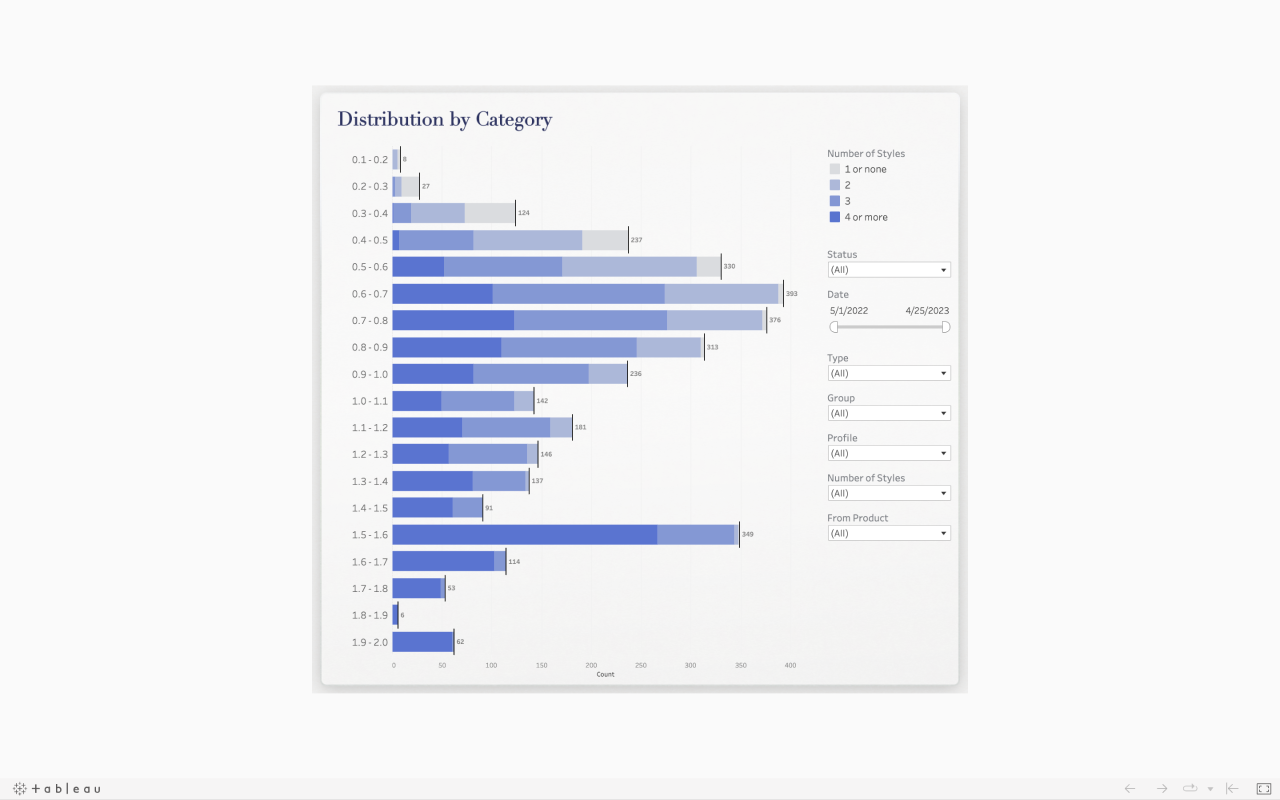 Distribution by Category
0.1 - 0.2 8
0.2 - 0.3 27
0.3 - 0.4 124
0.4 - 0.5 237
0.5 - 0.6 330
0.6 - 0.7 393
0.7 - 0.8 376
0.8 - 0.9 313
0.9 - 1.0 236
1.0 - 1.1 142
1.1 - 1.2 181
1.2 - 1.3 146
1.3 - 1.4 137
1.4 - 1.5 91
1.5 - 1.6 349
1.6 - 1.7 114
1.7 - 1.8 53
1.8 - 1.9 6
1.9 - 2.0 62
0 50 100 150 200 250 300 350 400
Count
Number of Styles
1 or none
2
3
4 or more
Status
(All)
Date
5/1/2022 4/25/2023
Type
(All)
Group
(All)
Profile
(All)
Number of Styles
(All)
From Product
(All)
+ a b l e a u